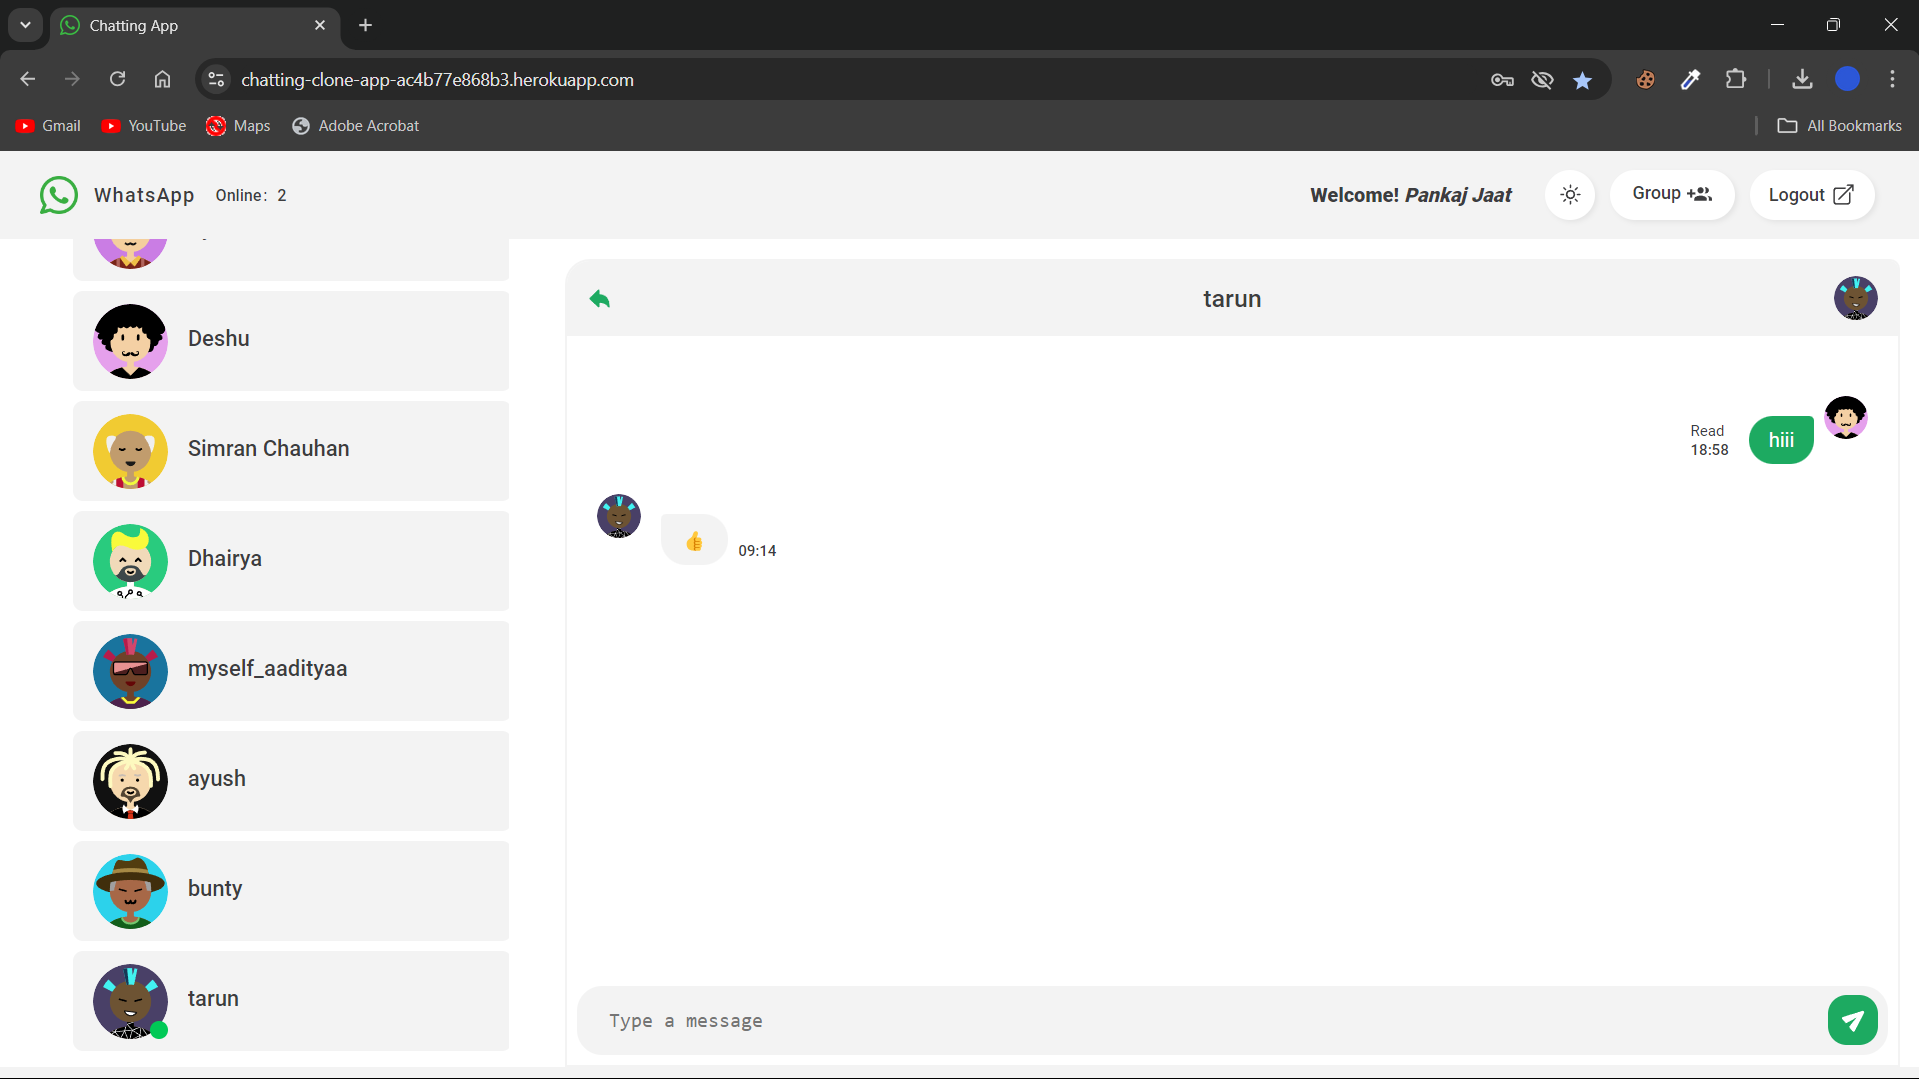 Chatting App
chatting-clone-app-ac4b77e868b3.herokuapp.com
Gmail YouTube Maps Adobe Acrobat All Bookmarks
WhatsApp Online: 2 Welcome! Pankaj Jaat Group Logout
tarun
Deshu
Simran Chauhan
Dhairya
myself_aadityaa
ayush
bunty
tarun
Read
18:58
hiii
09:14
Type a message